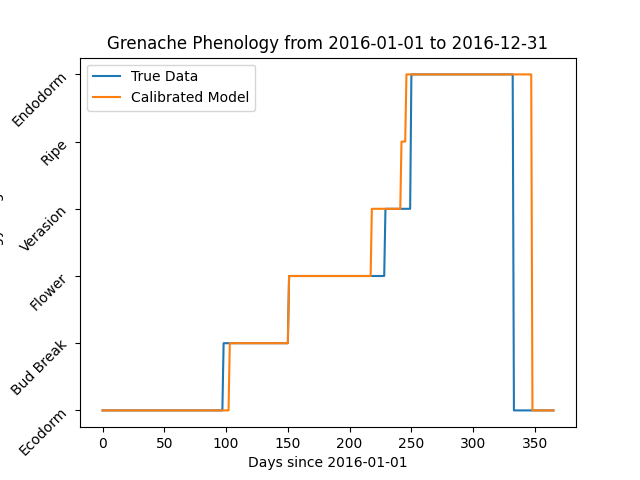 Grenache Phenology from 2016-01-01 to 2016-12-31
True Data
Calibrated Model
Endodorm
Ripe
Verasion
Flower
Bud Break
Ecodorm
0 50 100 150 200 250 300 350
Days since 2016-01-01